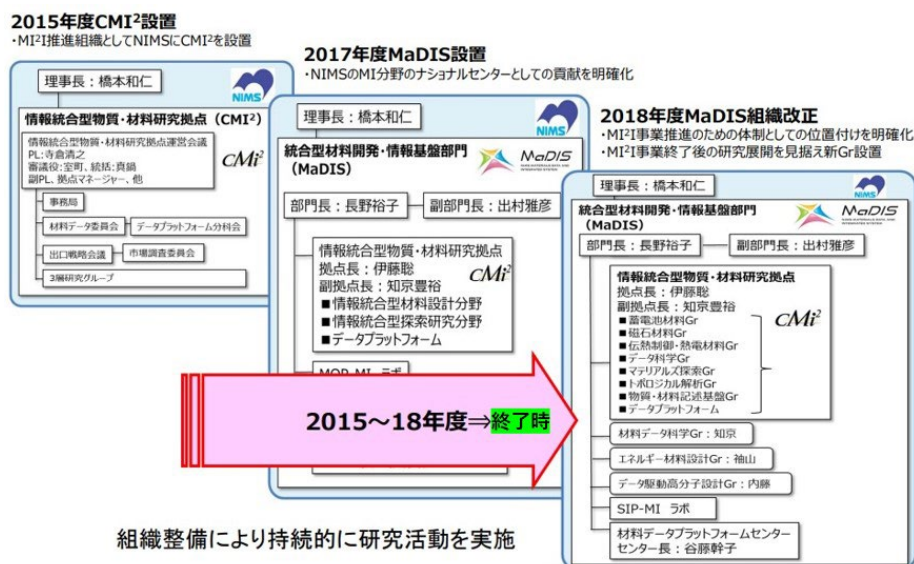 2015年度CMI²設置
・MI²I推進組織としてNIMSにCMI²を設置
理事長：橋本和仁
NIMS
情報統合型物質・材料研究拠点（CMI²）
情報統合型物質・材料研究拠点運営会議
PL：寺倉清之
審議役：室町、統括：真鍋
副PL、拠点マネージャー、他
CMi²
事務局
材料データ委員会
データプラットフォーム分科会
出口戦略会議
市場調査委員会
3層研究グループ
2017年度MaDIS設置
・NIMSのMI分野のナショナルセンターとしての貢献を明確化
理事長：橋本和仁
NIMS
統合型材料開発・情報基盤部門
（MaDIS）
MaDIS
部門長：長野裕子
副部門長：出村雅彦
情報統合型物質・材料研究拠点
拠点長：伊藤聡
副拠点長：知京豊裕
CMi²
■情報統合型材料設計分野
■情報統合型探索研究分野
■データプラットフォーム
2018年度MaDIS組織改正
・MI²I事業推進のための体制としての位置付けを明確化
・MI²I事業終了後の研究展開を見据え新Gr設置
理事長：橋本和仁
NIMS
統合型材料開発・情報基盤部門
（MaDIS）
MaDIS
部門長：長野裕子
副部門長：出村雅彦
情報統合型物質・材料研究拠点
拠点長：伊藤聡
副拠点長：知京豊裕
CMi²
■蓄電池材料Gr
■磁石材料Gr
■伝熱制御・熱電材料Gr
■データ科学Gr
■マテリアルズ探索Gr
■トポロジカル解析Gr
■物質・材料記述基盤Gr
■データプラットフォーム
材料データ科学Gr：知京
エネルギー材料設計Gr：袖山
データ駆動高分子設計Gr：内藤
SIP-MI ラボ
材料データプラットフォームセンター
センター長：谷藤幹子
2015～18年度⇒終了時
組織整備により持続的に研究活動を実施